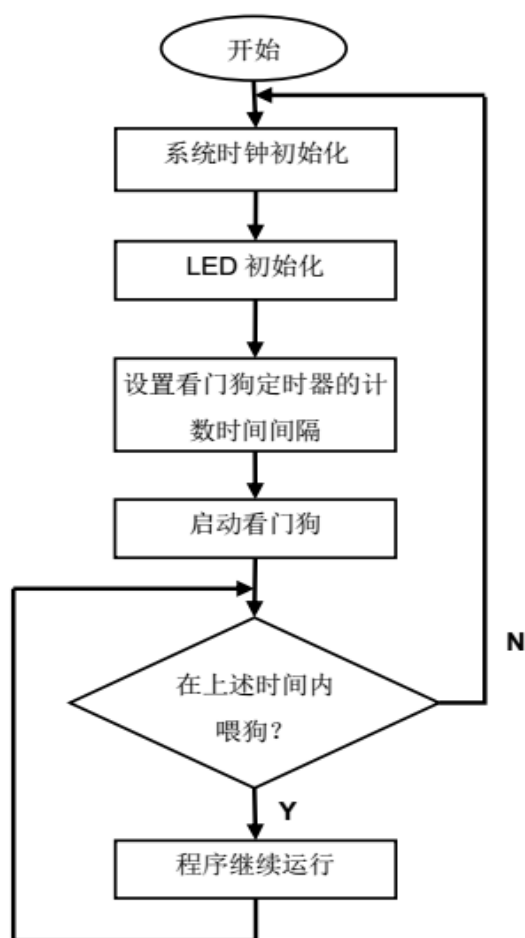 开始
系统时钟初始化
LED 初始化
设置看门狗定时器的计
数时间间隔
启动看门狗
在上述时间内
喂狗？
N
Y
程序继续运行